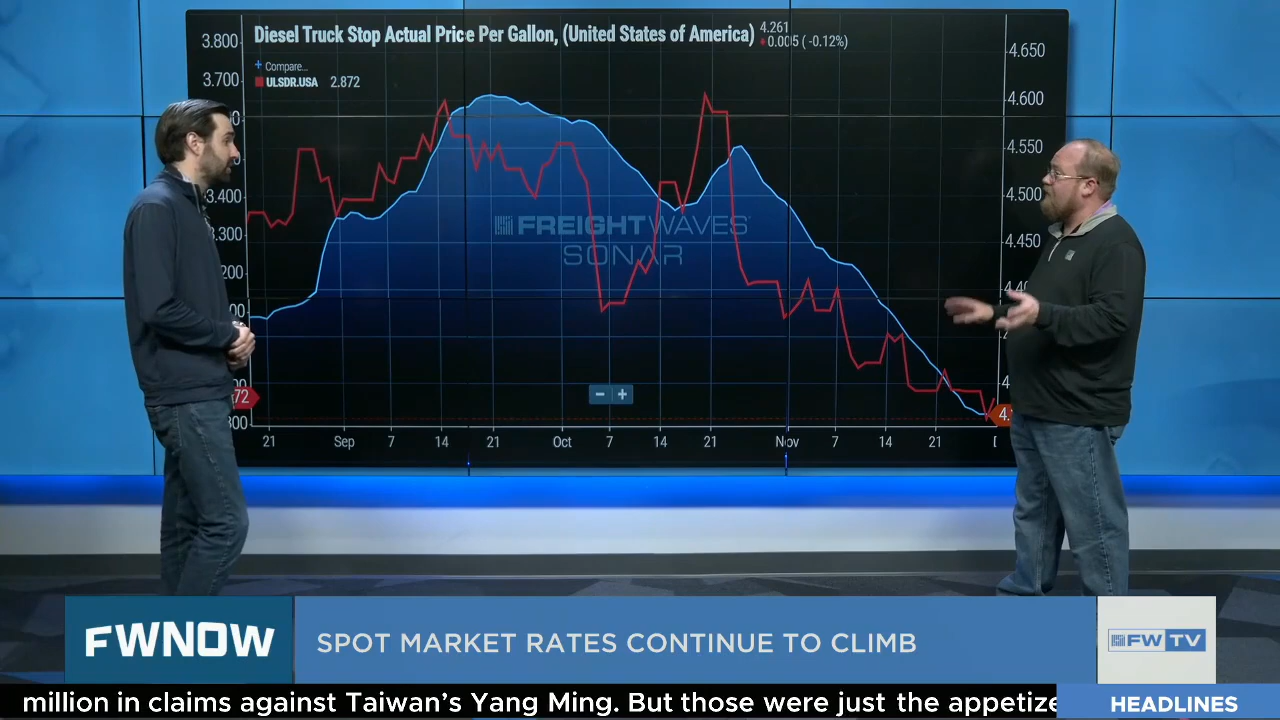 Diesel Truck Stop Actual Price Per Gallon, (United States of America) 4.261
0.005 ( -0.12%)
+ Compare...
ULSDR.USA 2.872
3.800
3.700
3.400
3.300
4.650
4.600
4.550
4.500
4.450
FREIGHTWAVES
SONAR
− +
72
4.
21 Sep 7 14 21 Oct 7 14 21 Nov 7 14 21
FWNOW
SPOT MARKET RATES CONTINUE TO CLIMB
FWTV
million in claims against Taiwan's Yang Ming. But those were just the appetize
HEADLINES